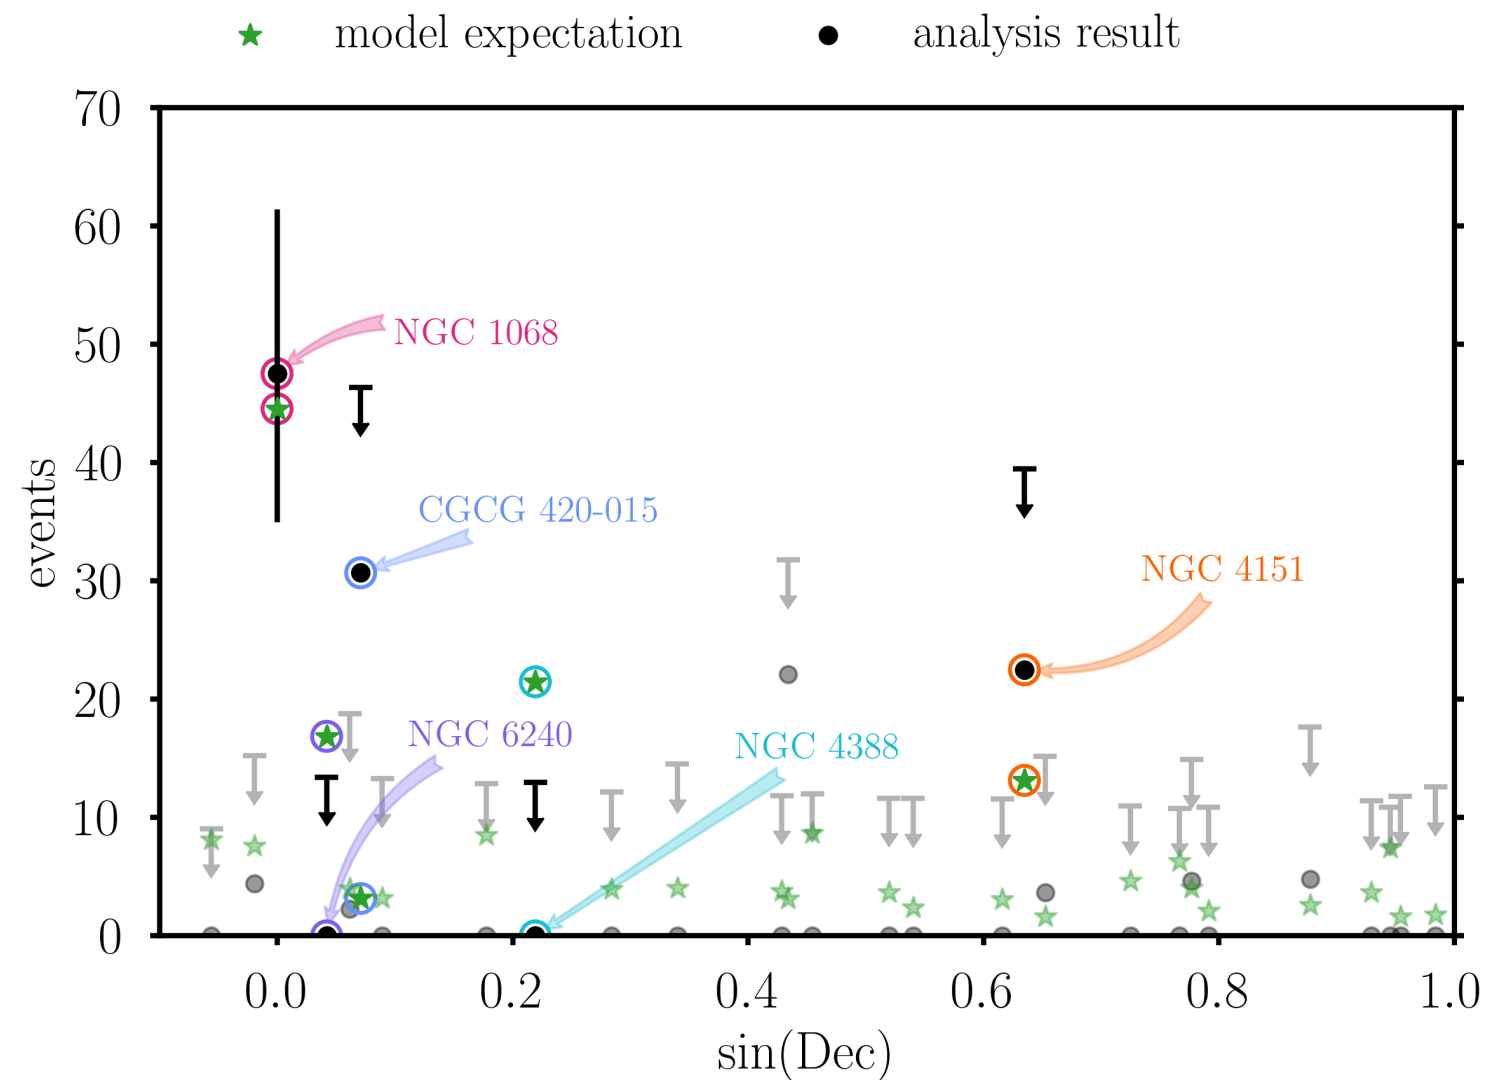 model expectation
analysis result
70
60
50
40
30
20
10
0
events
NGC 1068
CGCG 420-015
NGC 4151
NGC 6240
NGC 4388
0.0 0.2 0.4 0.6 0.8 1.0
sin(Dec)